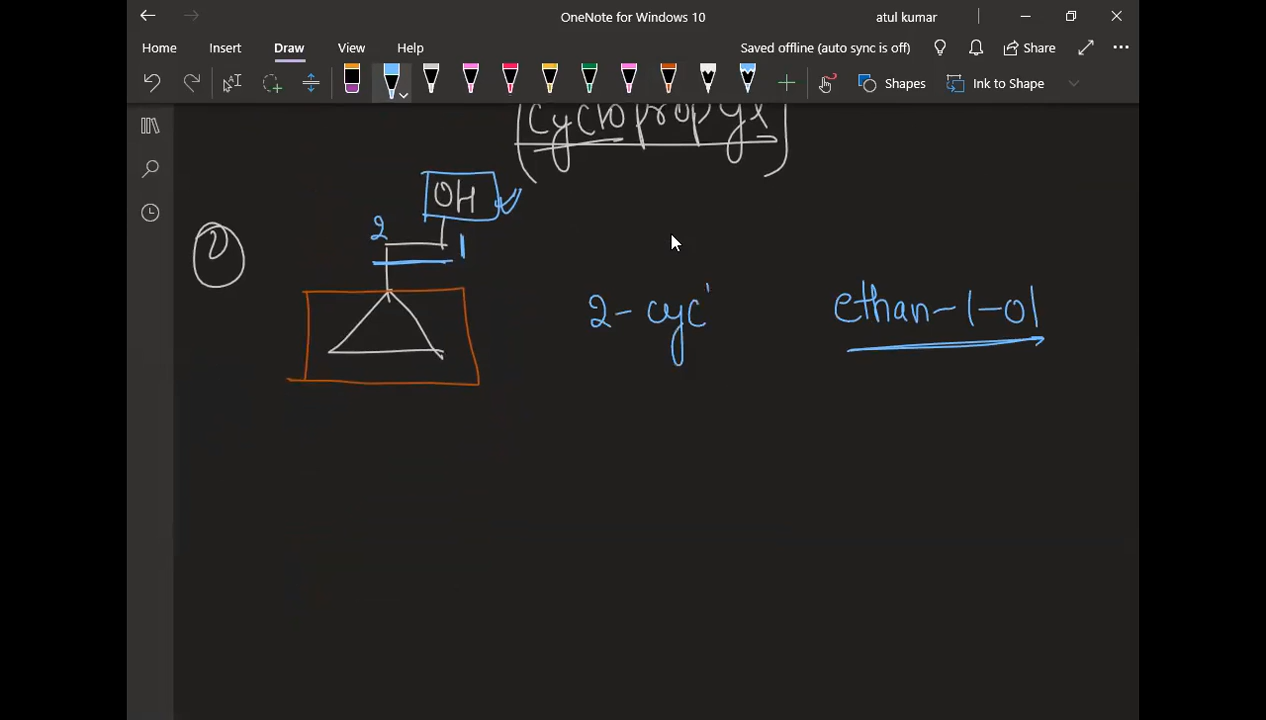 OneNote for Windows 10
atul kumar
Home Insert Draw View Help
Saved offline (auto sync is off)
Share
Shapes
Ink to Shape
(Cyclopropyl)
OH
2
1
2
2- cyc
ethan-1-ol